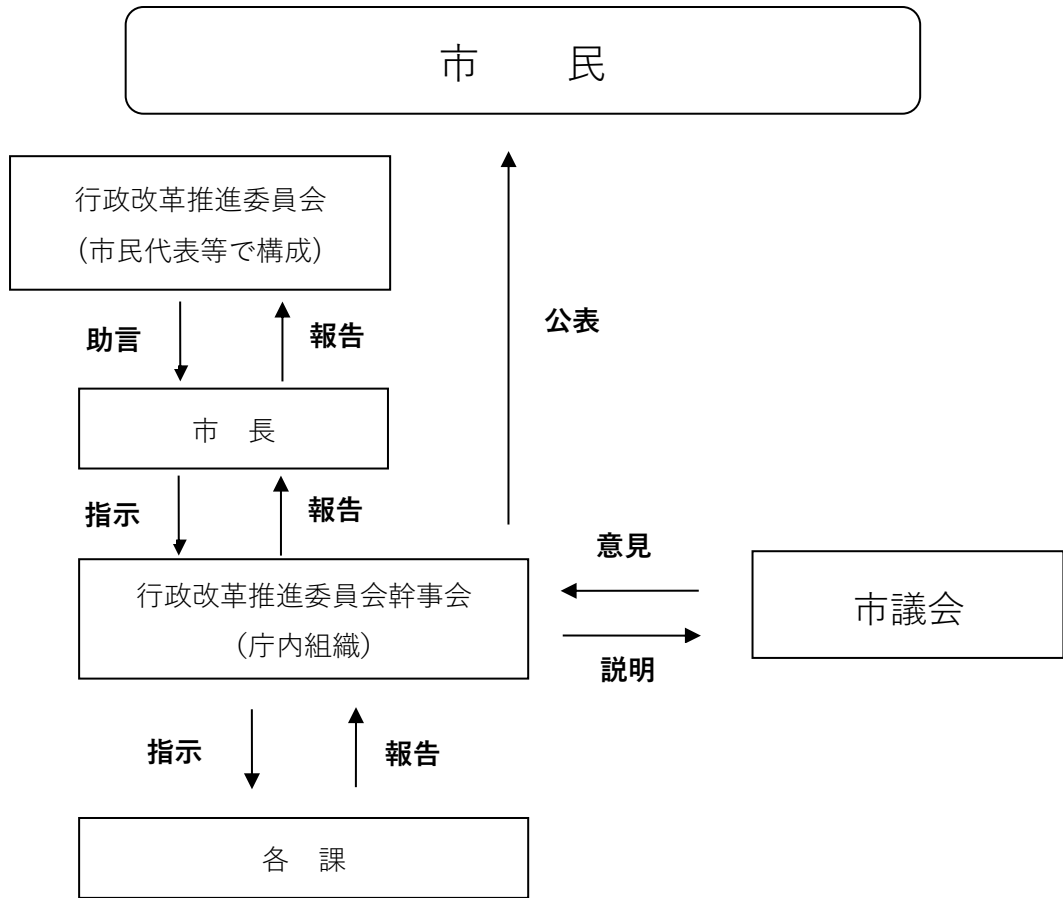 市　　民
行政改革推進委員会
（市民代表等で構成）
助言
報告
公表
市　長
指示
報告
行政改革推進委員会幹事会
（庁内組織）
意見
説明
市議会
指示
報告
各　課